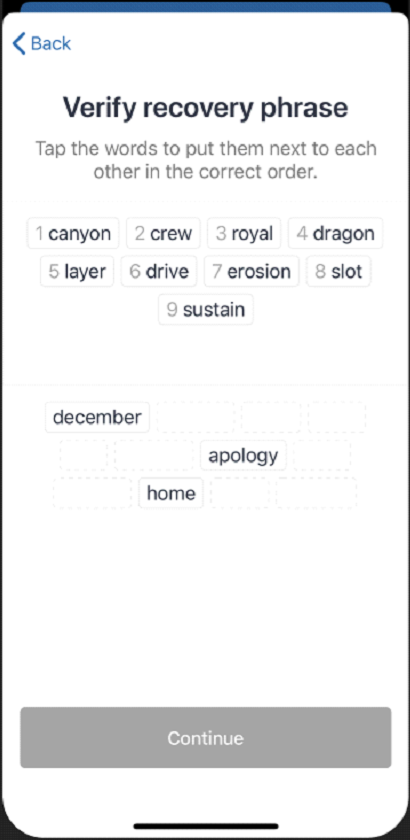 Back
Verify recovery phrase
Tap the words to put them next to each
other in the correct order.
1 canyon 2 crew 3 royal 4 dragon
5 layer 6 drive 7 erosion 8 slot
9 sustain
december
apology
home
Continue